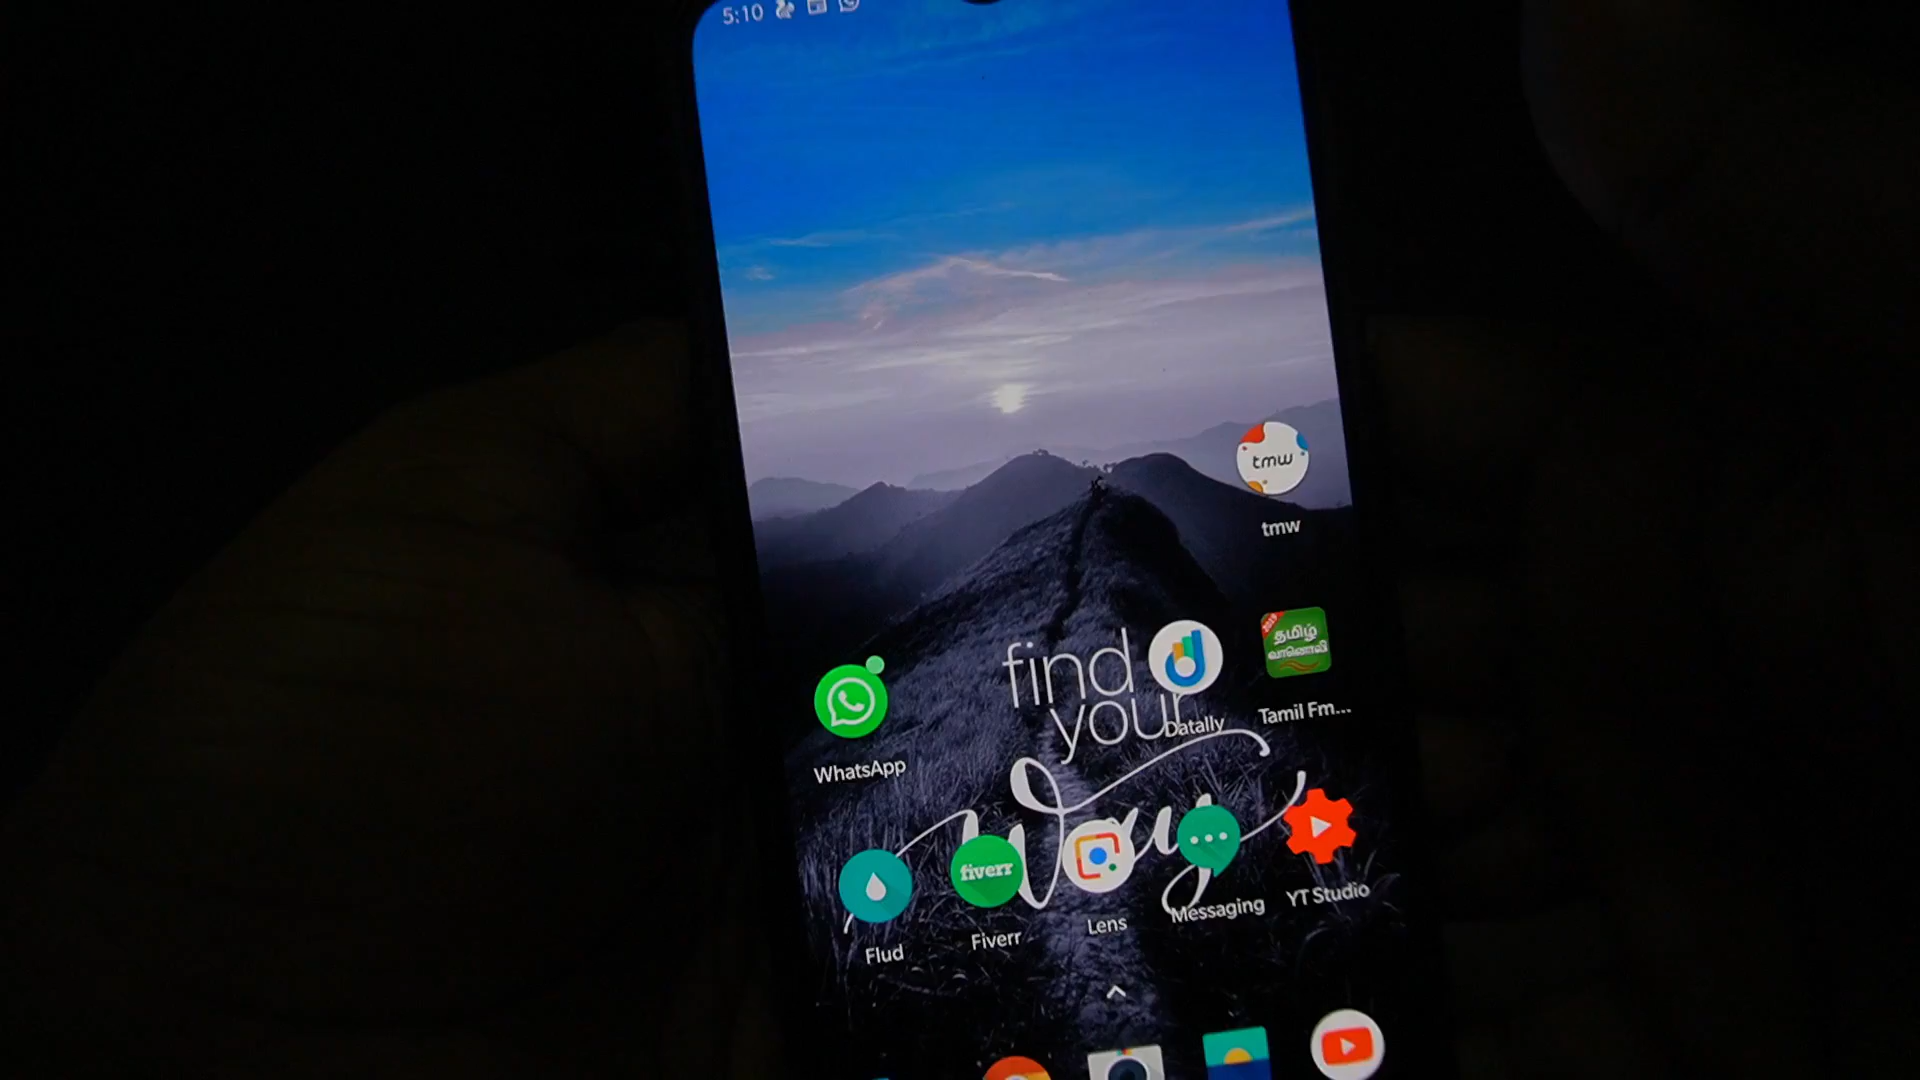 5:10
tmw
tmw
2019
தமிழ்
வானொலி
find
your
Way
Datally
Tamil Fm...
WhatsApp
fiverr
Flud
Fiverr
Lens
Messaging
YT Studio